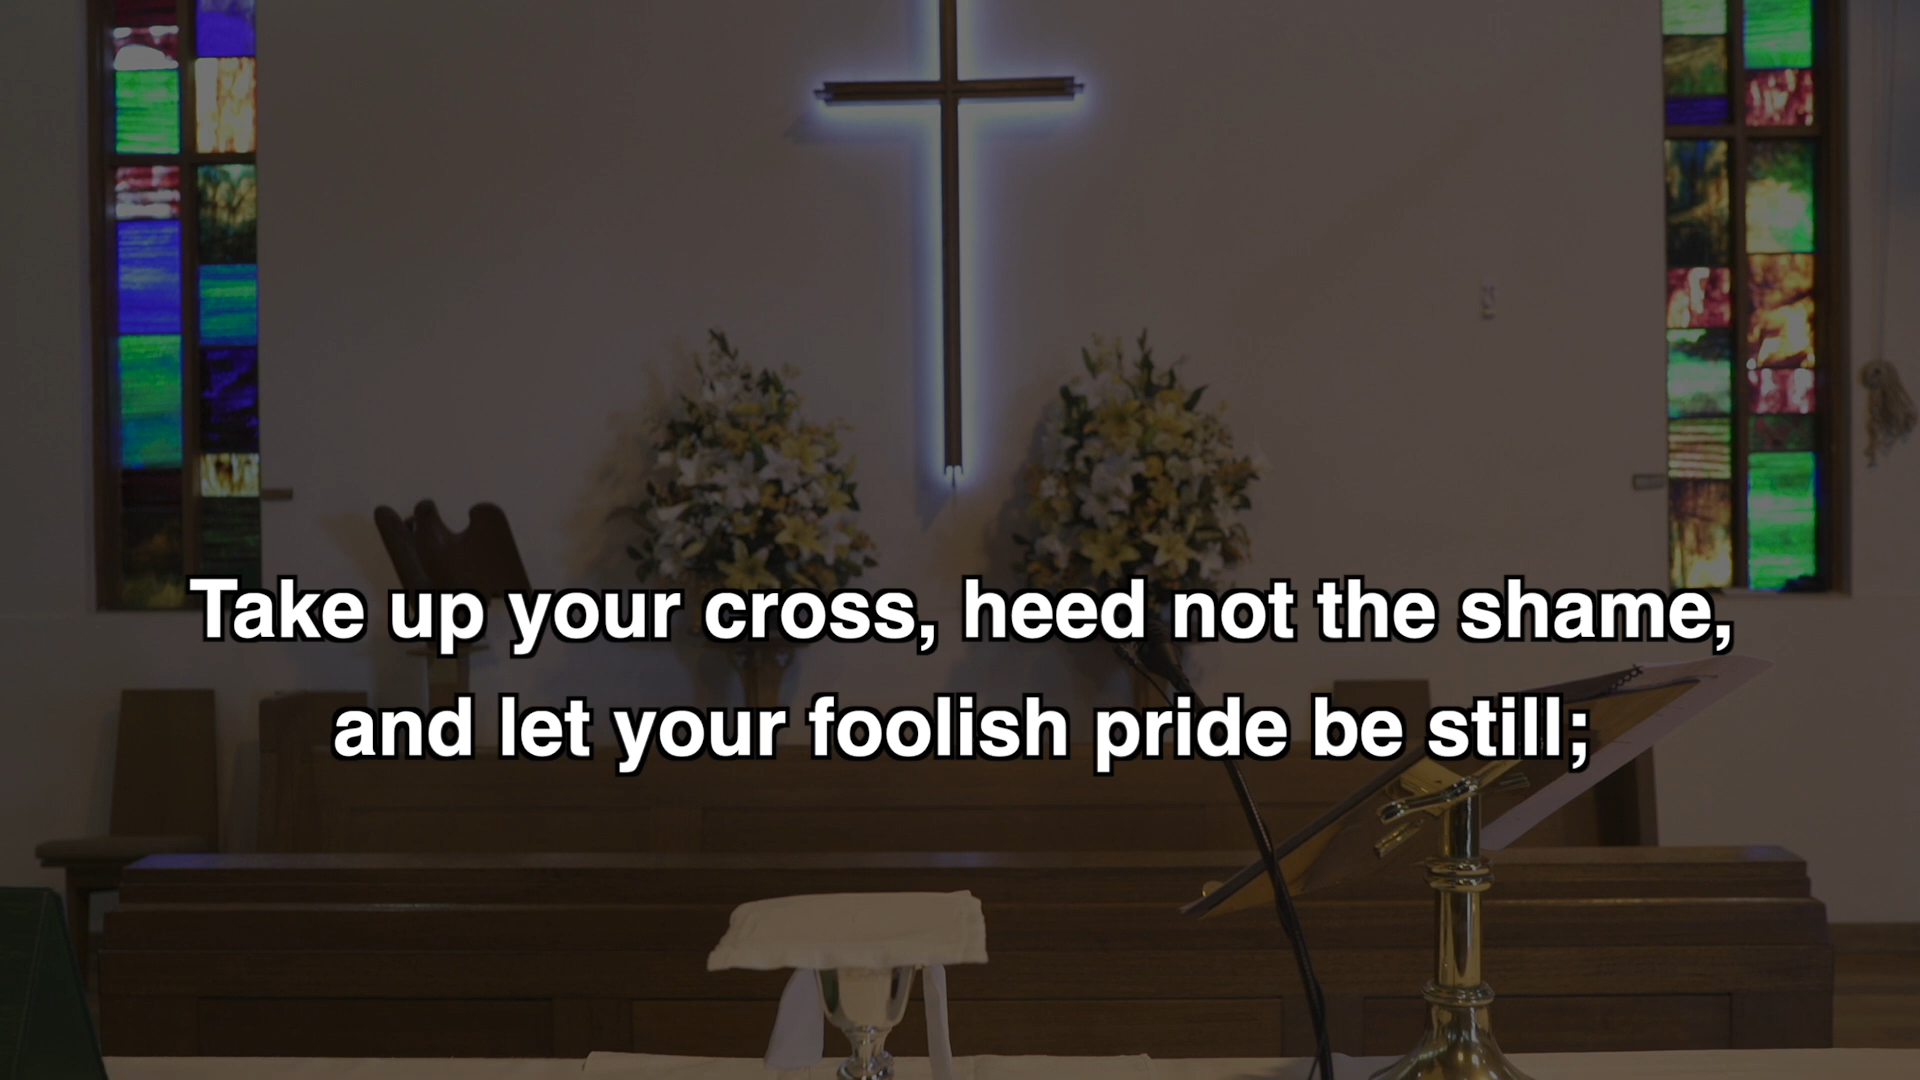 Take up your cross, heed not the shame,
and let your foolish pride be still;